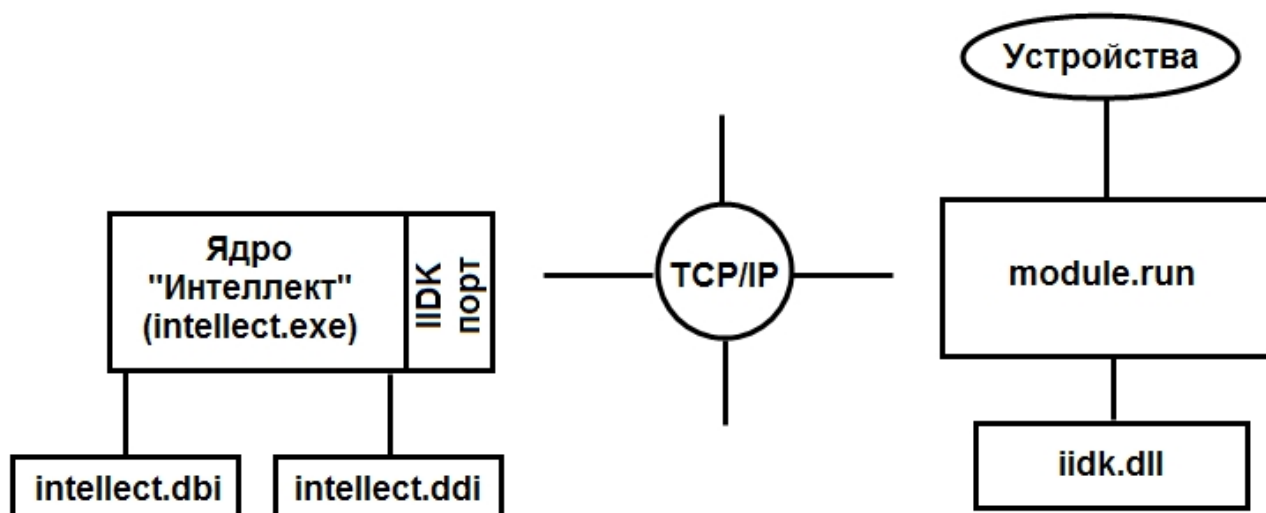 Устройства
Ядро
"Интеллект"
(intellect.exe)
IIDK
порт
TCP/IP
module.run
intellect.dbi
intellect.ddi
iidk.dll